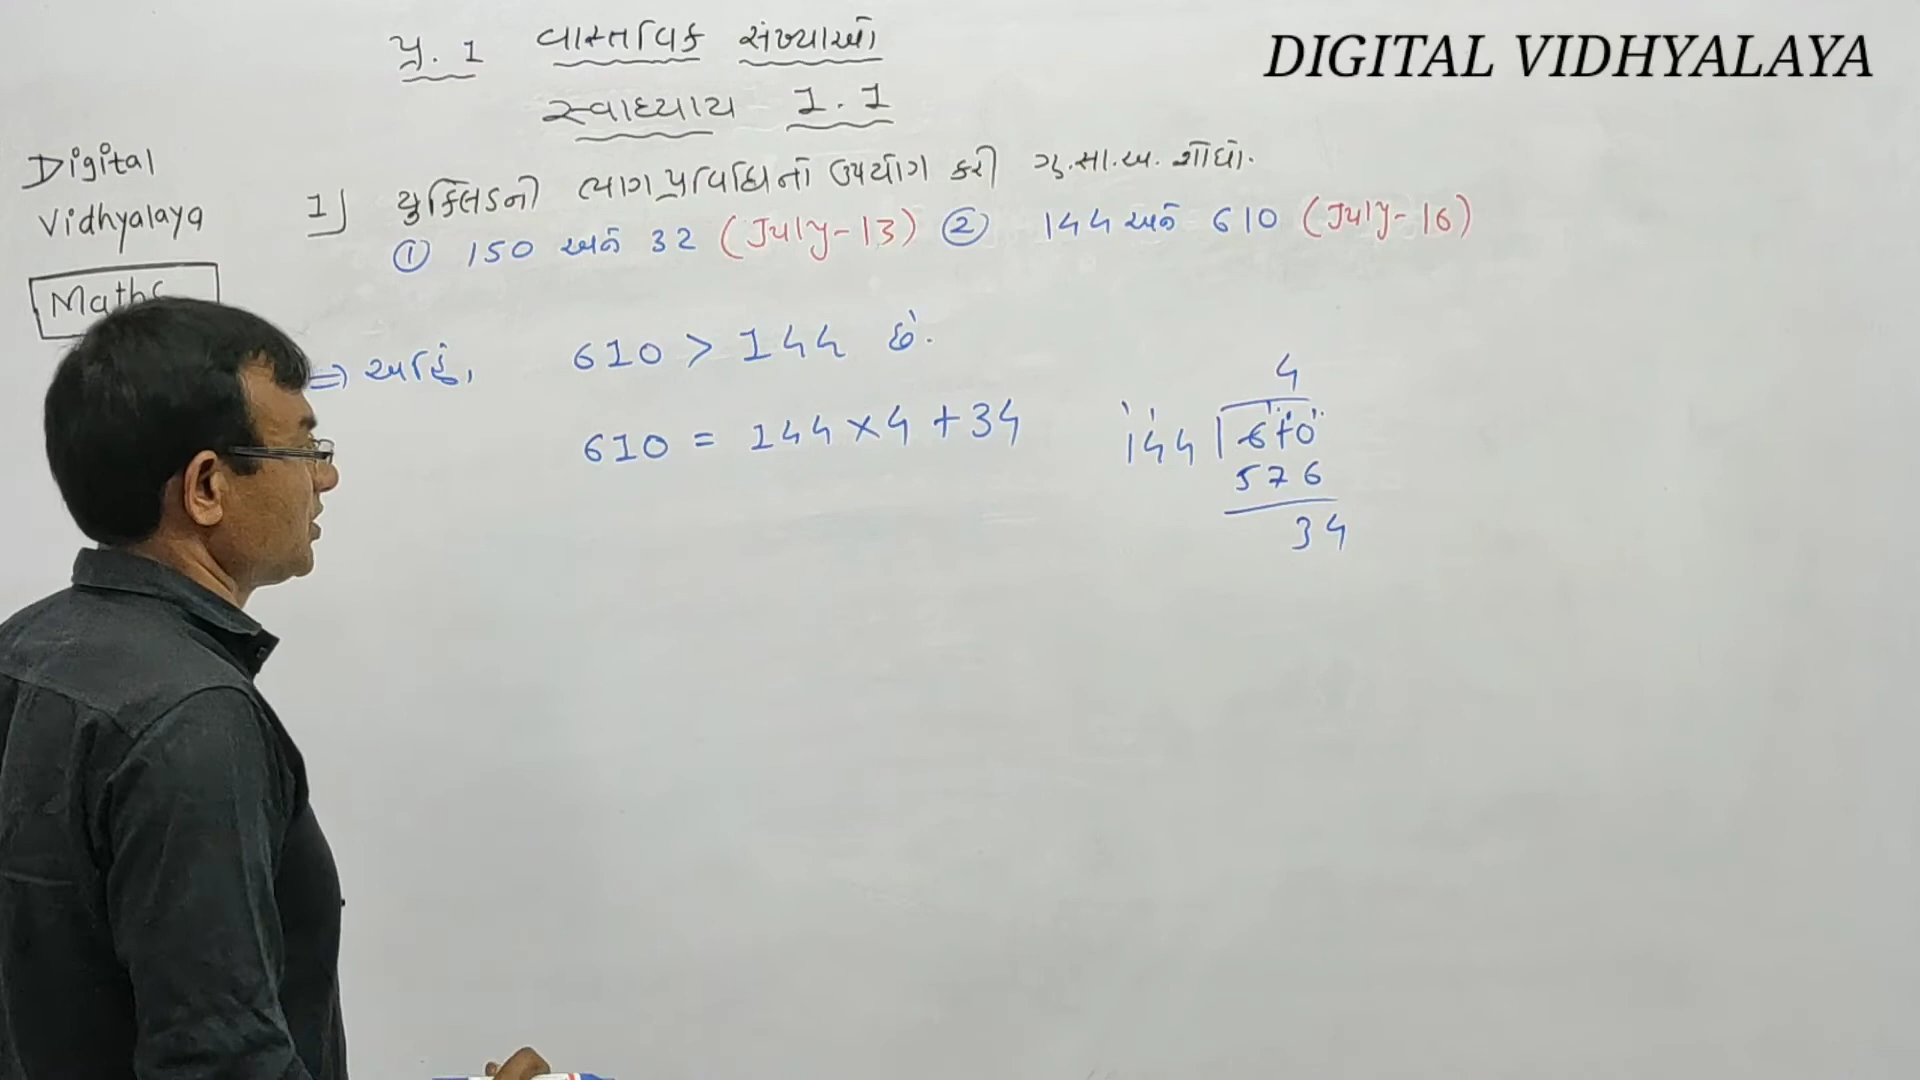 DIGITAL VIDHYALAYA
પ્ર. 1 વાસ્તવિક સંખ્યાઓ
સ્વાધ્યાય 1.1
Digital
Vidhyalaya
Maths
1) યુક્લિડની ભાગ પ્રવિધિનો ઉપયોગ કરી ગુ.સા.અ. શોધો.
① 150 અને 32 (July-13) ② 144 અને 610 (July-16)
⇒ અહિં, 610 > 144 છે.
610 = 144 × 4 + 34
4
144 610
576
34